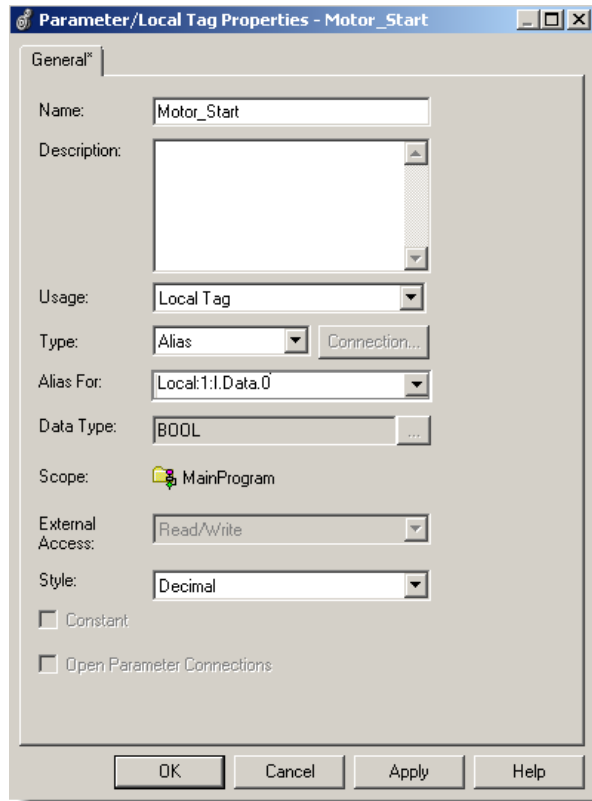 Parameter/Local Tag Properties - Motor_Start
General*
Name: Motor_Start
Description:
Usage: Local Tag
Type: Alias Connection...
Alias For: Local:1:I.Data.0
Data Type: BOOL ...
Scope: MainProgram
External
Access: Read/Write
Style: Decimal
Constant
Open Parameter Connections
OK Cancel Apply Help